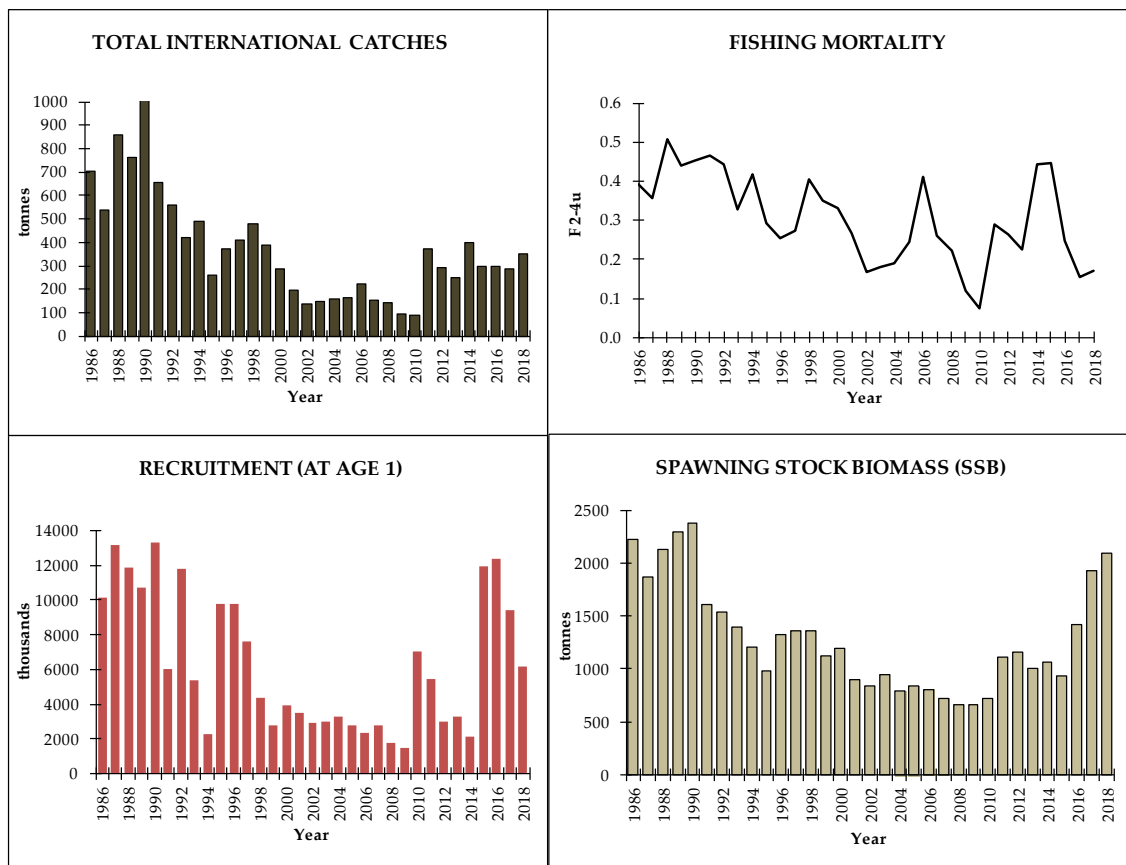 TOTAL INTERNATIONAL CATCHES
1000
900
800
700
600
500
400
300
200
100
0
tonnes
1986 1988 1990 1992 1994 1996 1998 2000 2002 2004 2006 2008 2010 2012 2014 2016 2018
Year
FISHING MORTALITY
0.6
0.5
0.4
0.3
0.2
0.1
0.0
F 2-4u
1986 1988 1990 1992 1994 1996 1998 2000 2002 2004 2006 2008 2010 2012 2014 2016 2018
Year
RECRUITMENT (AT AGE 1)
14000
12000
10000
8000
6000
4000
2000
0
thousands
1986 1988 1990 1992 1994 1996 1998 2000 2002 2004 2006 2008 2010 2012 2014 2016 2018
Year
SPAWNING STOCK BIOMASS (SSB)
2500
2000
1500
1000
500
0
tonnes
1986 1988 1990 1992 1994 1996 1998 2000 2002 2004 2006 2008 2010 2012 2014 2016 2018
Year